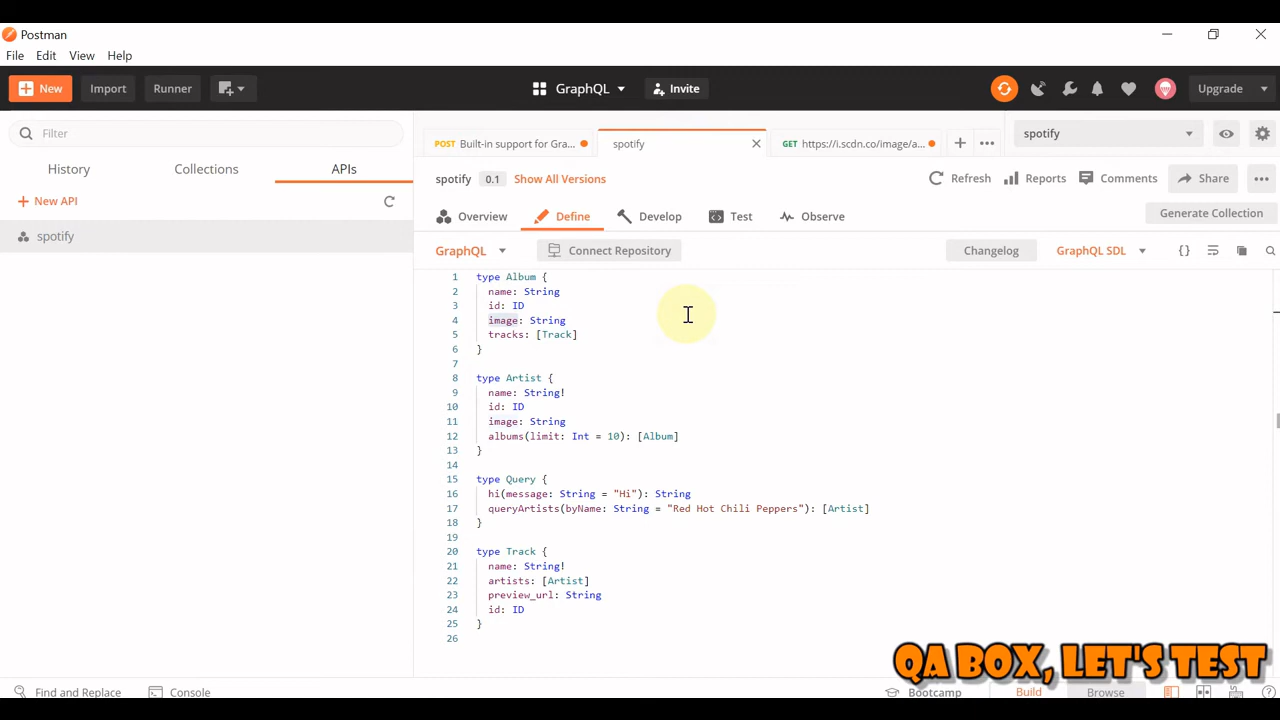 Postman
File Edit View Help
New Import Runner GraphQL Invite Upgrade
Filter
History Collections APIs
+ New API
spotify
POST Built-in support for Gra... spotify GET https://i.scdn.co/image/a... spotify
spotify 0.1 Show All Versions Refresh Reports Comments Share
Overview Define Develop Test Observe Generate Collection
GraphQL Connect Repository Changelog GraphQL SDL {}
1 type Album {
2 name: String
3 id: ID
4 image: String
5 tracks: [Track]
6 }
7
8 type Artist {
9 name: String!
10 id: ID
11 image: String
12 albums(limit: Int = 10): [Album]
13 }
14
15 type Query {
16 hi(message: String = "Hi"): String
17 queryArtists(byName: String = "Red Hot Chili Peppers"): [Artist]
18 }
19
20 type Track {
21 name: String!
22 artists: [Artist]
23 preview_url: String
24 id: ID
25 }
26
QA BOX, LET'S TEST
Find and Replace Console Bootcamp Build Browse